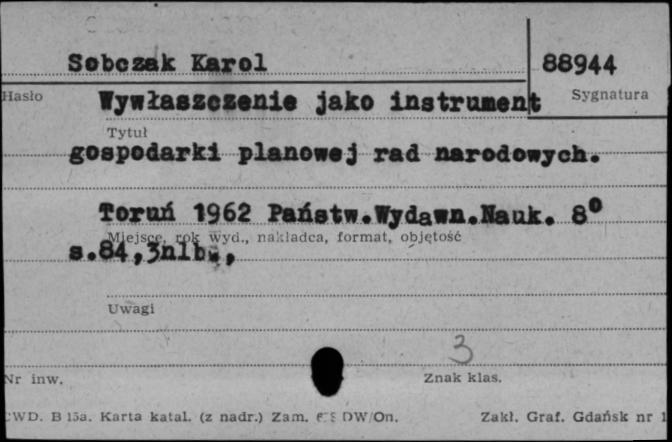 Sobczak Karol
88944
Hasło
Sygnatura
Wywłaszczenie jako instrument
Tytuł
gospodarki planowej rad narodowych.
Toruń 1962 Państw.Wydawn.Nauk. 8°
Miejsce, rok wyd., nakładca, format, objętość
s.84,3nlb.,
Uwagi
3
Nr inw.
Znak klas.
CWD. B 15a. Karta katal. (z nadr.) Zam. DW/On.
Zakł. Graf. Gdańsk nr 1